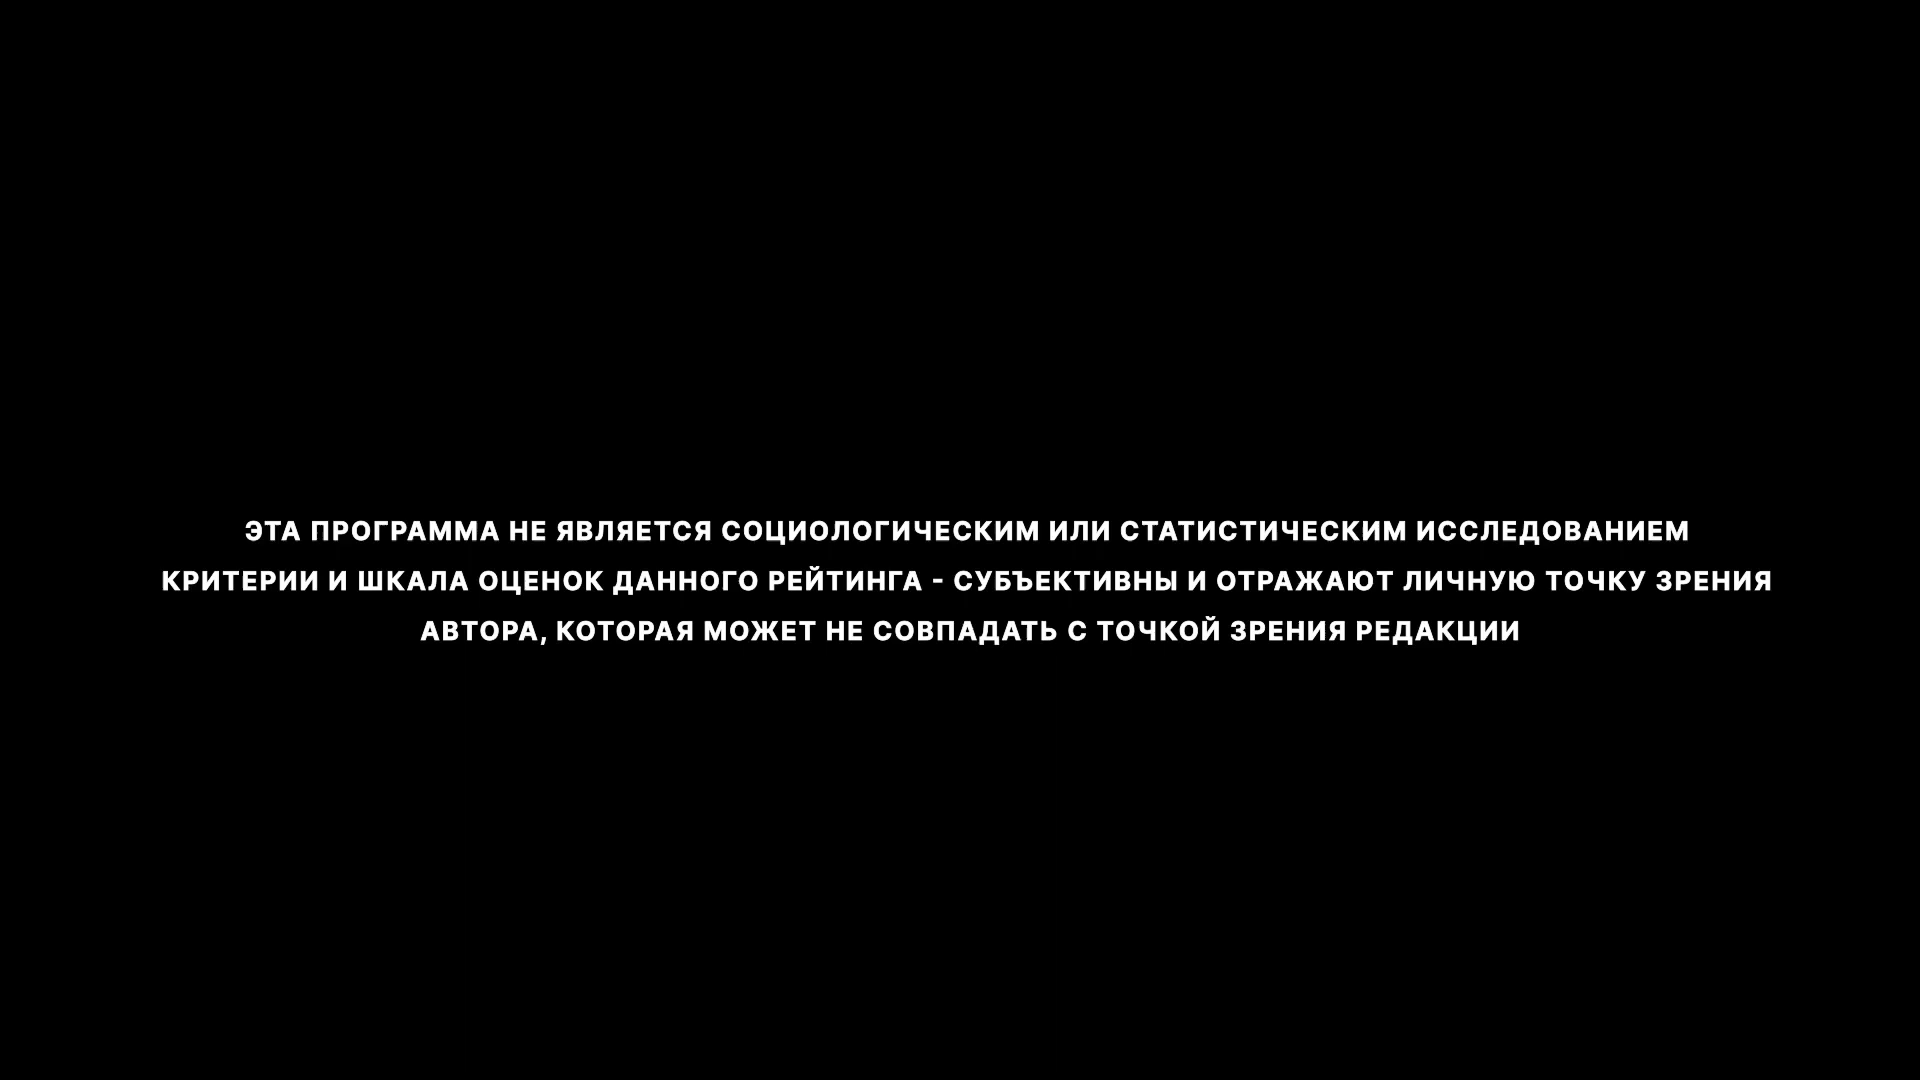 ЭТА ПРОГРАММА НЕ ЯВЛЯЕТСЯ СОЦИОЛОГИЧЕСКИМ ИЛИ СТАТИСТИЧЕСКИМ ИССЛЕДОВАНИЕМ
КРИТЕРИИ И ШКАЛА ОЦЕНОК ДАННОГО РЕЙТИНГА - СУБЪЕКТИВНЫ И ОТРАЖАЮТ ЛИЧНУЮ ТОЧКУ ЗРЕНИЯ
АВТОРА, КОТОРАЯ МОЖЕТ НЕ СОВПАДАТЬ С ТОЧКОЙ ЗРЕНИЯ РЕДАКЦИИ